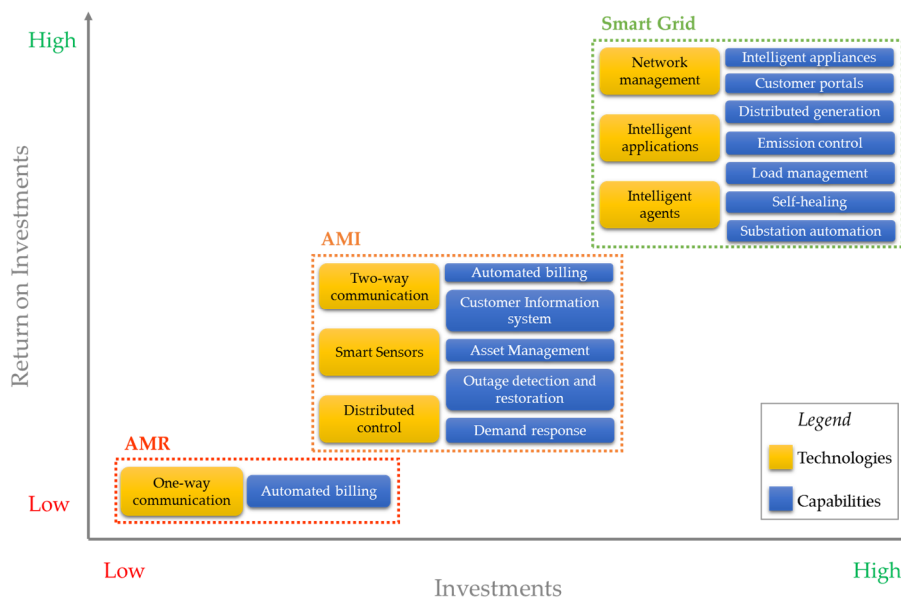 Smart Grid
High
Network
management
Intelligent appliances
Customer portals
Distributed generation
Intelligent
applications
Emission control
Load management
Intelligent
agents
Self-healing
Substation automation
Return on Investments
AMI
Two-way
communication
Automated billing
Customer Information
system
Smart Sensors
Asset Management
Outage detection and
restoration
Distributed
control
Demand response
Legend
Technologies
Capabilities
AMR
One-way
communication
Automated billing
Low
Low
High
Investments